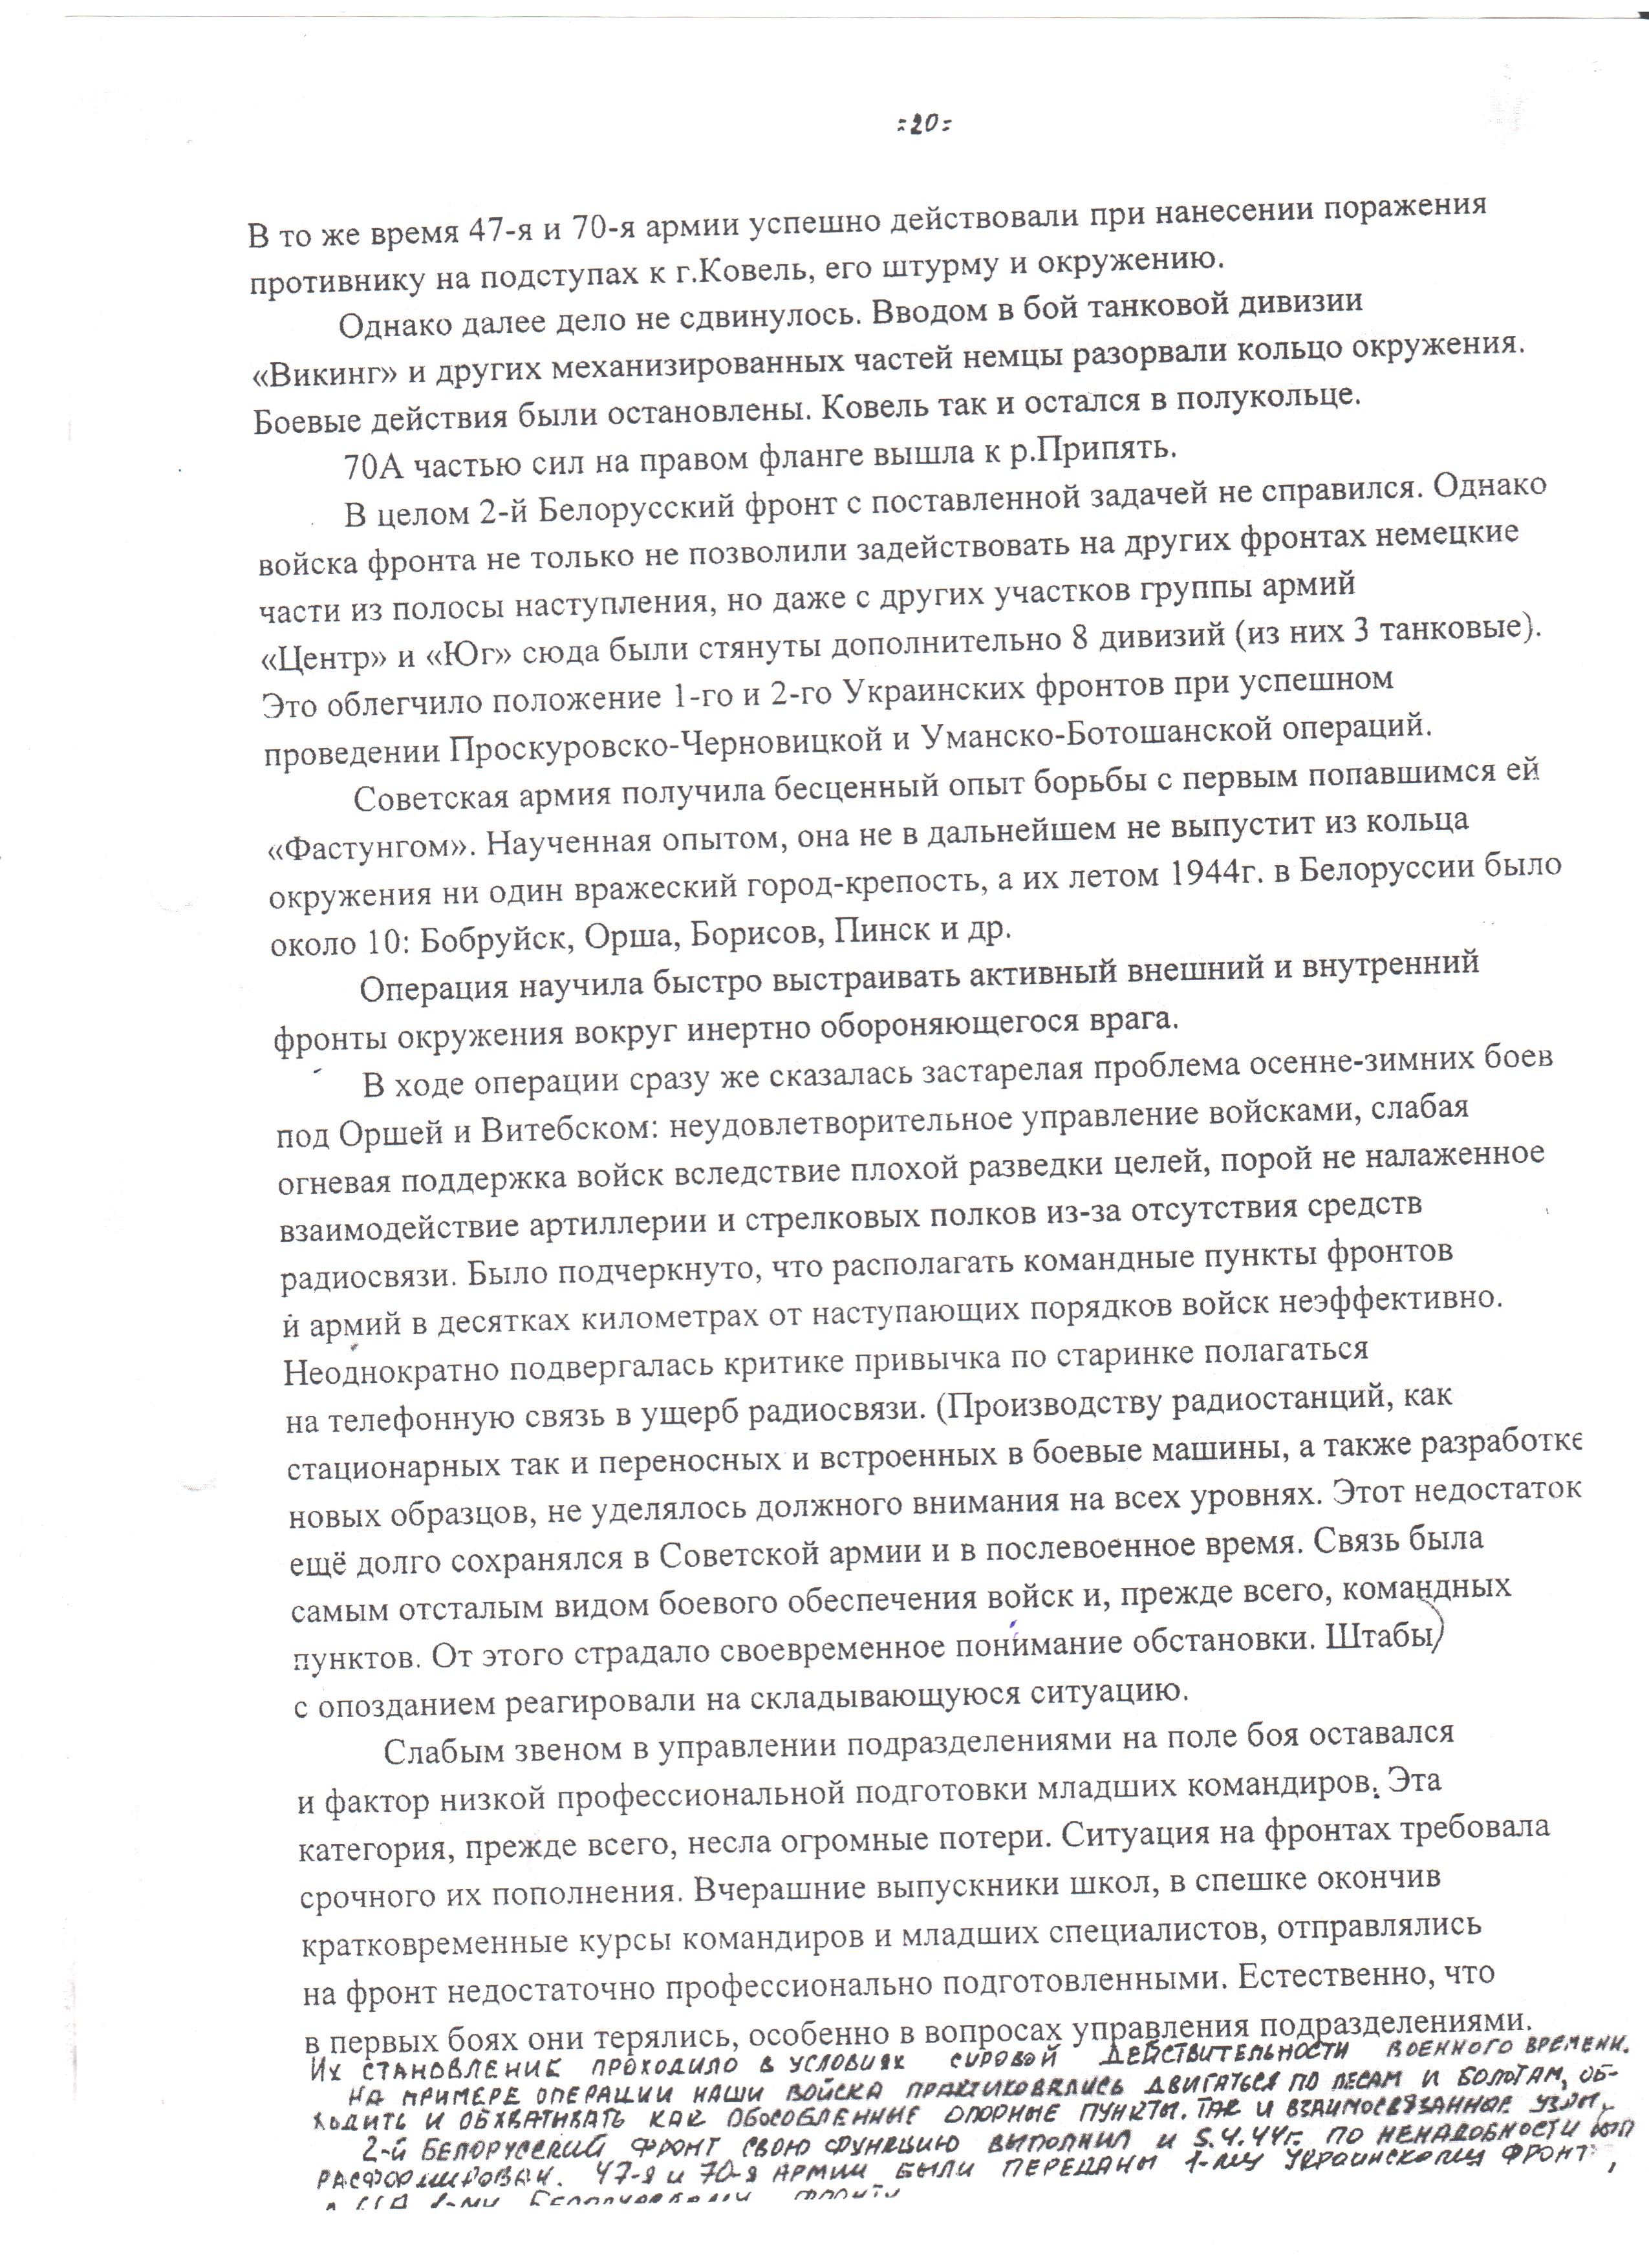 =20=
В то же время 47-я и 70-я армии успешно действовали при нанесении поражения
противнику на подступах к г.Ковель, его штурму и окружению.
Однако далее дело не сдвинулось. Вводом в бой танковой дивизии
«Викинг» и других механизированных частей немцы разорвали кольцо окружения.
Боевые действия были остановлены. Ковель так и остался в полукольце.
70А частью сил на правом фланге вышла к р.Припять.
В целом 2-й Белорусский фронт с поставленной задачей не справился. Однако
войска фронта не только не позволили задействовать на других фронтах немецкие
части из полосы наступления, но даже с других участков группы армий
«Центр» и «Юг» сюда были стянуты дополнительно 8 дивизий (из них 3 танковые).
Это облегчило положение 1-го и 2-го Украинских фронтов при успешном
проведении Проскуровско-Черновицкой и Уманско-Ботошанской операций.
Советская армия получила бесценный опыт борьбы с первым попавшимся ей
«Фастунгом». Наученная опытом, она не в дальнейшем не выпустит из кольца
окружения ни один вражеский город-крепость, а их летом 1944г. в Белоруссии было
около 10: Бобруйск, Орша, Борисов, Пинск и др.
Операция научила быстро выстраивать активный внешний и внутренний
фронты окружения вокруг инертно обороняющегося врага.
В ходе операции сразу же сказалась застарелая проблема осенне-зимних боев
под Оршей и Витебском: неудовлетворительное управление войсками, слабая
огневая поддержка войск вследствие плохой разведки целей, порой не налаженное
взаимодействие артиллерии и стрелковых полков из-за отсутствия средств
радиосвязи. Было подчеркнуто, что располагать командные пункты фронтов
и армий в десятках километрах от наступающих порядков войск неэффективно.
Неоднократно подвергалась критике привычка по старинке полагаться
на телефонную связь в ущерб радиосвязи. (Производству радиостанций, как
стационарных так и переносных и встроенных в боевые машины, а также разработке
новых образцов, не уделялось должного внимания на всех уровнях. Этот недостаток
ещё долго сохранялся в Советской армии и в послевоенное время. Связь была
самым отсталым видом боевого обеспечения войск и, прежде всего, командных
пунктов. От этого страдало своевременное понимание обстановки. Штабы)
с опозданием реагировали на складывающуюся ситуацию.
Слабым звеном в управлении подразделениями на поле боя оставался
и фактор низкой профессиональной подготовки младших командиров. Эта
категория, прежде всего, несла огромные потери. Ситуация на фронтах требовала
срочного их пополнения. Вчерашние выпускники школ, в спешке окончив
кратковременные курсы командиров и младших специалистов, отправлялись
на фронт недостаточно профессионально подготовленными. Естественно, что
в первых боях они терялись, особенно в вопросах управления подразделениями.
Их становление проходило в условиях суровой действительности военного времени.
На примере операции наши войска практиковались двигаться по лесам и болотам, об-
ходить и охватывать как обособленные опорные пункты, так и взаимосвязанные узлы.
2-й Белорусский фронт свою функцию выполнил и 5.4.44г. по ненадобности был
расформирован. 47-я и 70-я армии были переданы 1-му Украинскому фронту,
Белорусскому фронту